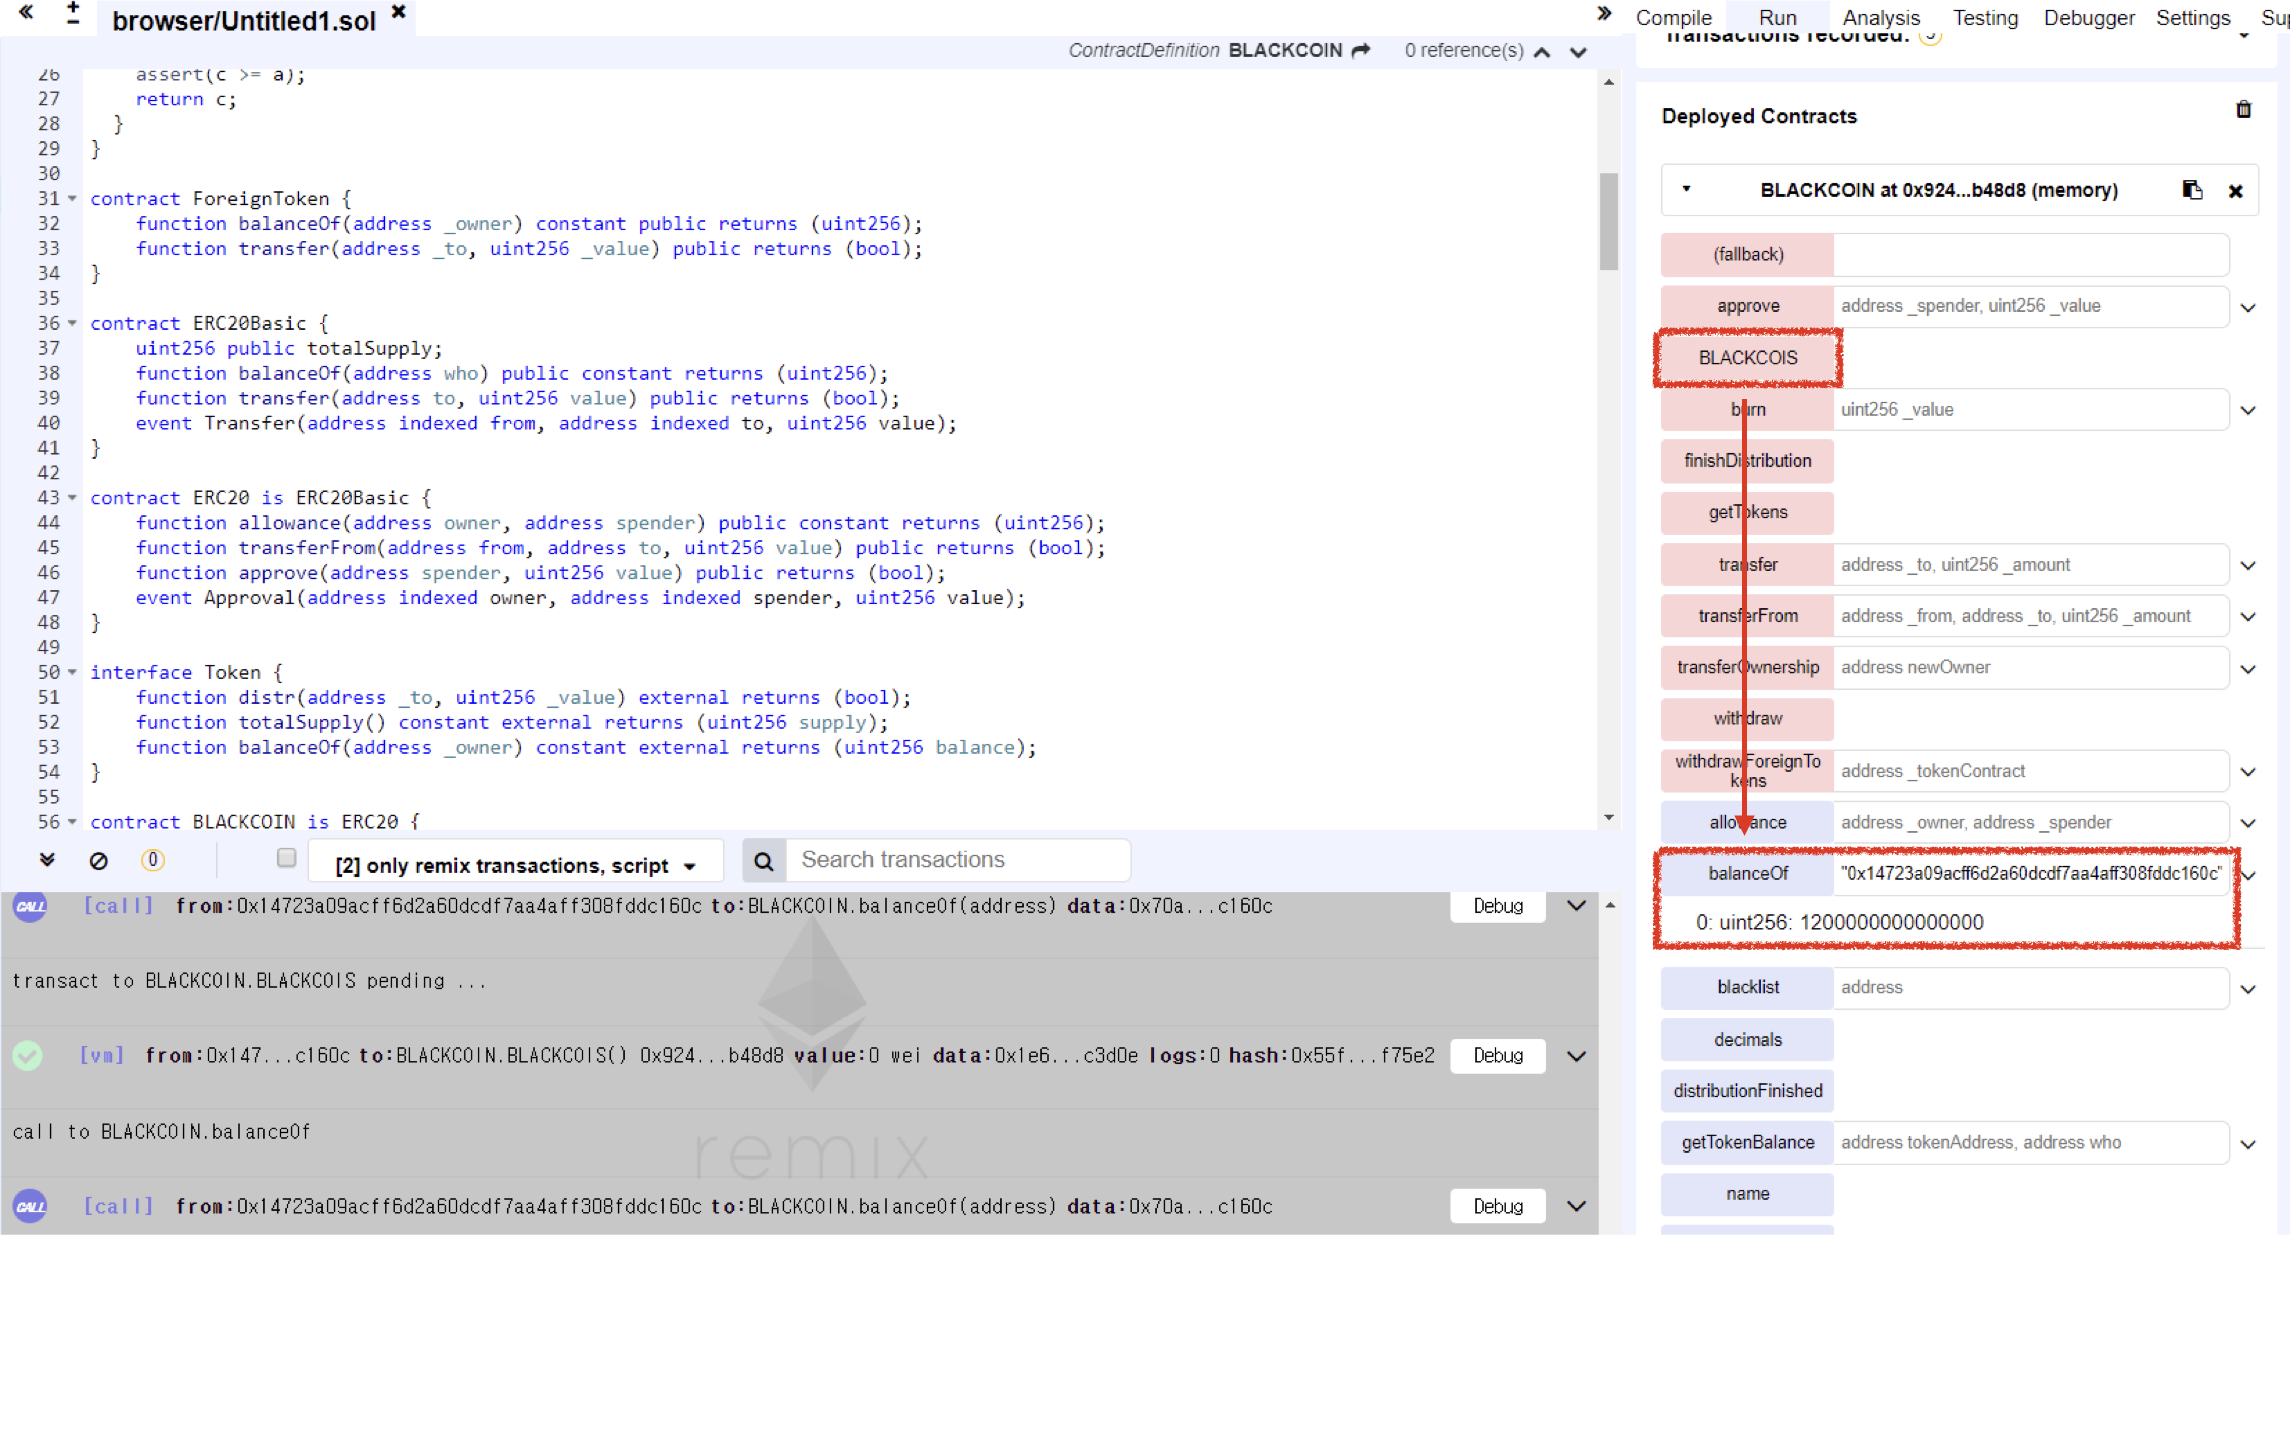 browser/Untitled1.sol
ContractDefinition BLACKCOIN 0 reference(s)
26 assert(c >= a);
27 return c;
28 }
29 }
30
31 contract ForeignToken {
32 function balanceOf(address _owner) constant public returns (uint256);
33 function transfer(address _to, uint256 _value) public returns (bool);
34 }
35
36 contract ERC20Basic {
37 uint256 public totalSupply;
38 function balanceOf(address who) public constant returns (uint256);
39 function transfer(address to, uint256 value) public returns (bool);
40 event Transfer(address indexed from, address indexed to, uint256 value);
41 }
42
43 contract ERC20 is ERC20Basic {
44 function allowance(address owner, address spender) public constant returns (uint256);
45 function transferFrom(address from, address to, uint256 value) public returns (bool);
46 function approve(address spender, uint256 value) public returns (bool);
47 event Approval(address indexed owner, address indexed spender, uint256 value);
48 }
49
50 interface Token {
51 function distr(address _to, uint256 _value) external returns (bool);
52 function totalSupply() constant external returns (uint256 supply);
53 function balanceOf(address _owner) constant external returns (uint256 balance);
54 }
55
56 contract BLACKCOIN is ERC20 {
0 [2] only remix transactions, script Search transactions
CALL [call] from:0x14723a09acff6d2a60dcdf7aa4aff308fddc160c to:BLACKCOIN.balanceOf(address) data:0x70a...c160c Debug
transact to BLACKCOIN.BLACKCOIS pending ...
[vm] from:0x147...c160c to:BLACKCOIN.BLACKCOIS() 0x924...b48d8 value:0 wei data:0x1e6...c3d0e logs:0 hash:0x55f...f75e2 Debug
call to BLACKCOIN.balanceOf
remix
CALL [call] from:0x14723a09acff6d2a60dcdf7aa4aff308fddc160c to:BLACKCOIN.balanceOf(address) data:0x70a...c160c Debug
Compile Run Analysis Testing Debugger Settings
Transactions recorded:
Deployed Contracts
BLACKCOIN at 0x924...b48d8 (memory)
(fallback)
approve address _spender, uint256 _value
BLACKCOIS
burn uint256 _value
finishDistribution
getTokens
transfer address _to, uint256 _amount
transferFrom address _from, address _to, uint256 _amount
transferOwnership address newOwner
withdraw
withdrawForeignTo
kens address _tokenContract
allowance address _owner, address _spender
balanceOf "0x14723a09acff6d2a60dcdf7aa4aff308fddc160c"
0: uint256: 1200000000000000
blacklist address
decimals
distributionFinished
getTokenBalance address tokenAddress, address who
name